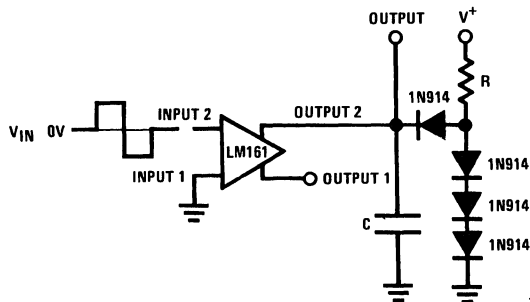 OUTPUT
V+
R
1N914
INPUT 2
OUTPUT 2
VIN 0V
LM161
1N914
INPUT 1
OUTPUT 1
1N914
C
1N914